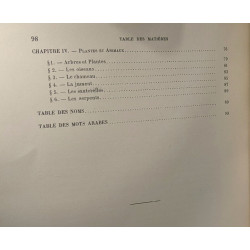 98 TABLE DES MATIÈRES
CHAPITRE IV. — PLANTES ET ANIMAUX
§ 1. — Arbres et Plantes
§ 2. — Les oiseaux
§ 3. — Le chameau
§ 4. — La jument
§ 5. — Les sauterelles
§ 6. — Les serpents
TABLE DES NOMS
TABLE DES MOTS ARABES